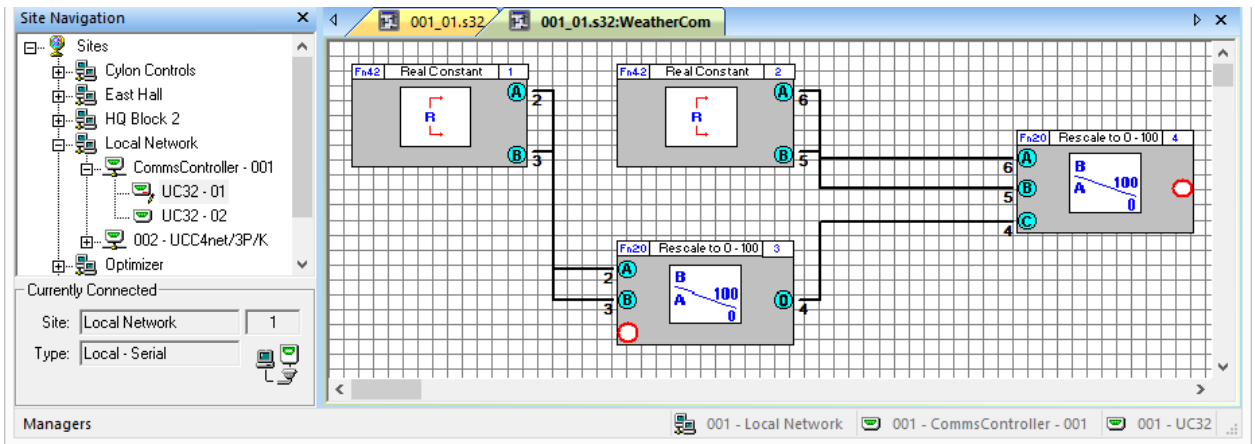 Site Navigation
001_01.s32
001_01.s32:WeatherCom
Sites
Cylon Controls
East Hall
HQ Block 2
Local Network
CommsController - 001
UC32 - 01
UC32 - 02
002 - UCC4net/3P/K
Optimizer
Currently Connected
Site: Local Network 1
Type: Local - Serial
Fn42 Real Constant 1
A 2
R
B 3
Fn42 Real Constant 2
A 6
R
B 5
Fn20 Rescale to 0 - 100 4
6 A
B 100
5 B
A 0
4 C
Fn20 Rescale to 0 - 100 3
2 A
B 100
3 B
A 0
D 4
Managers
001 - Local Network
001 - CommsController - 001
001 - UC32